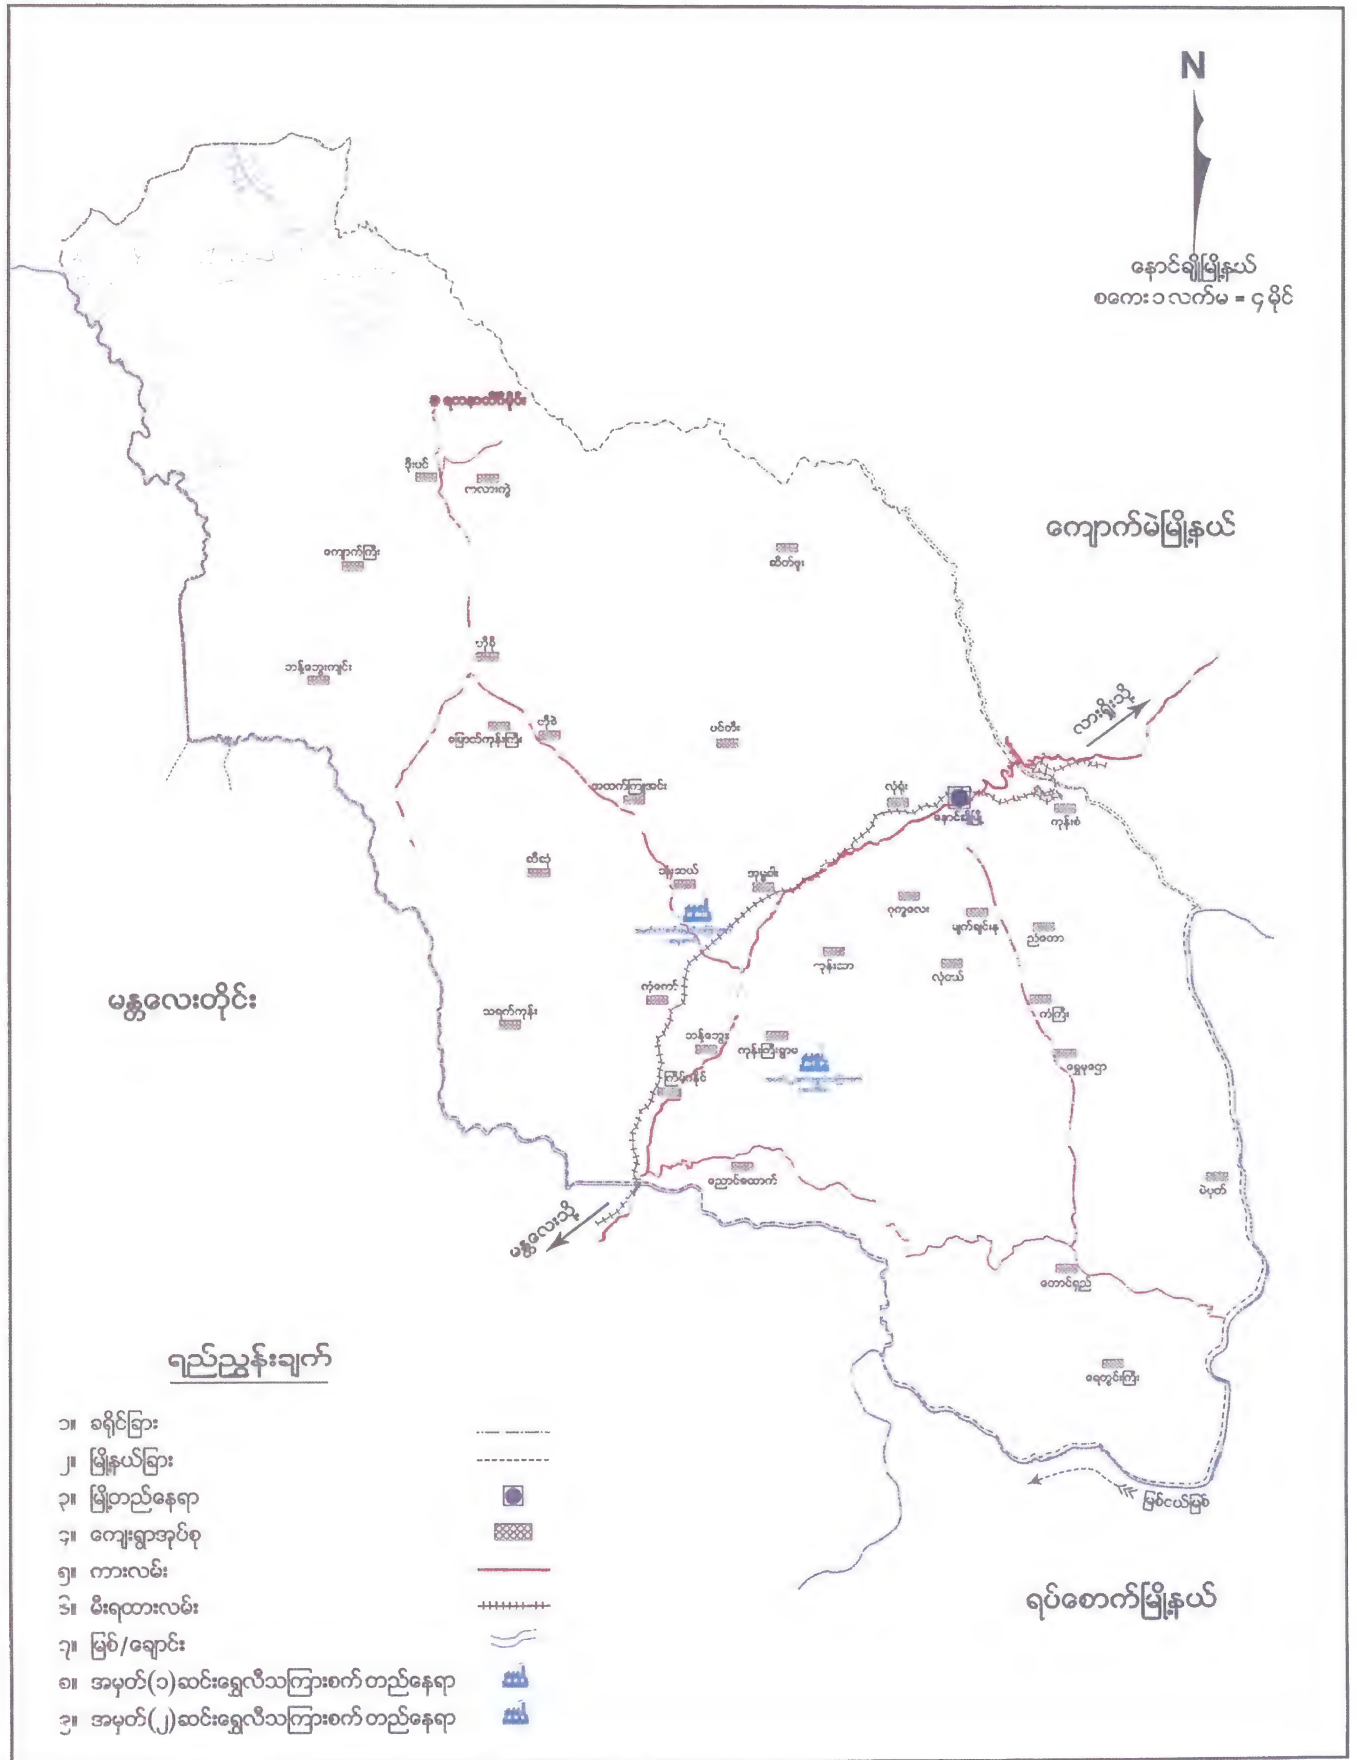 N
နောင်ချိုမြို့နယ်
စကေး ၁ လက်မ = ၄ မိုင်
ရတနာသိင်္ဂီမိုင်း
ဒိုးပင်
ကလားကွဲ
ကျောက်မဲမြို့နယ်
ကျောက်ကြီး
ဆိတ်ဖူး
ဟိုခို
ဘန့်ဘွေးကျင်း
လားရှိုးသို့
မြောက်ကုန်းကြီး
ပင်တီး
အထက်ကြူအင်း
နောင်ချိုမြို့
ကုန်းစံ
အုမ္မခါး
ဂုက္ခလေး
မျက်ချင်းနု
ညံတော
မန္တလေးတိုင်း
ကုန်းသာ
လုံငယ်
ကံကြီး
သရက်ကုန်း
ဘန့်ဘွေး
ကုန်းကြီးရွာမ
ညောင်ထောက်
မဲပုတ်
မန္တလေးသို့
တောင်ရှည်
ရေတွင်းကြီး
ရည်ညွှန်းချက်
၁။ ခရိုင်ခြား
၂။ မြို့နယ်ခြား
၃။ မြို့တည်နေရာ
၄။ ကျေးရွာအုပ်စု
၅။ ကားလမ်း
၆။ မီးရထားလမ်း
၇။ မြစ်/ချောင်း
၈။ အမှတ်(၁)ဆင်းရွှေလီသကြားစက် တည်နေရာ
၉။ အမှတ်(၂)ဆင်းရွှေလီသကြားစက် တည်နေရာ
မြစ်ငယ်မြစ်
ရပ်စောက်မြို့နယ်